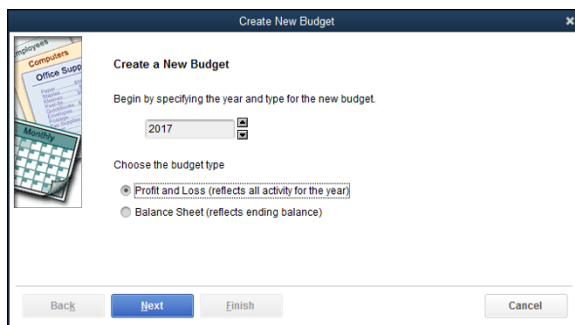 Create New Budget
Employees
Computers
Office Supp
Monthly
Create a New Budget
Begin by specifying the year and type for the new budget.
2017
Choose the budget type
Profit and Loss (reflects all activity for the year)
Balance Sheet (reflects ending balance)
Back
Next
Finish
Cancel